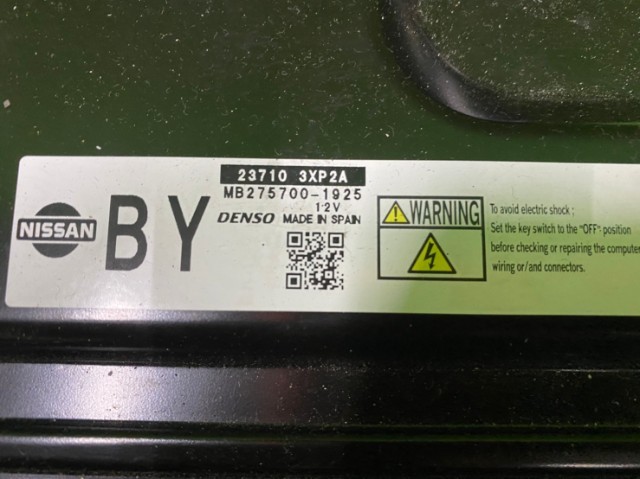 23710 3XP2A
MB275700-1925
12V
DENSO MADE IN SPAIN
NISSAN
BY
WARNING
To avoid electric shock :
Set the key switch to the "OFF"-position
before checking or repairing the computer
wiring or/and connectors.